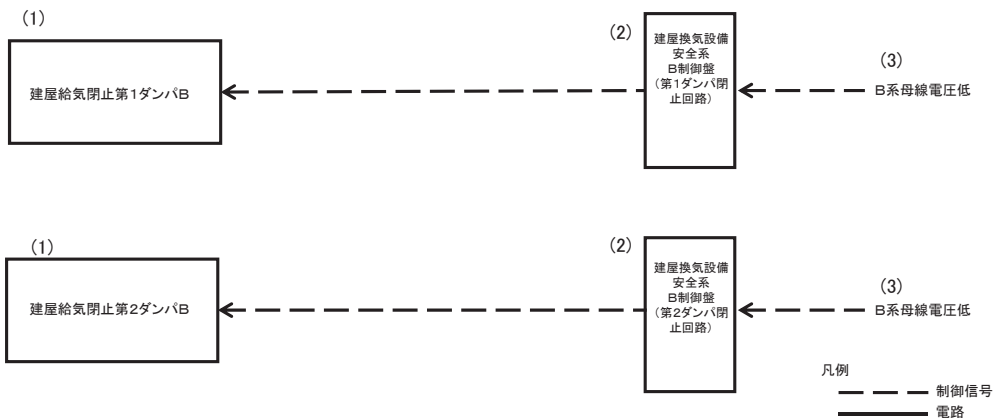 (1)
建屋給気閉止第1ダンパB
(2)
建屋換気設備
安全系
B制御盤
(第1ダンパ閉
止回路)
(3)
B系母線電圧低
(1)
建屋給気閉止第2ダンパB
(2)
建屋換気設備
安全系
B制御盤
(第2ダンパ閉
止回路)
(3)
B系母線電圧低
凡例
制御信号
電路